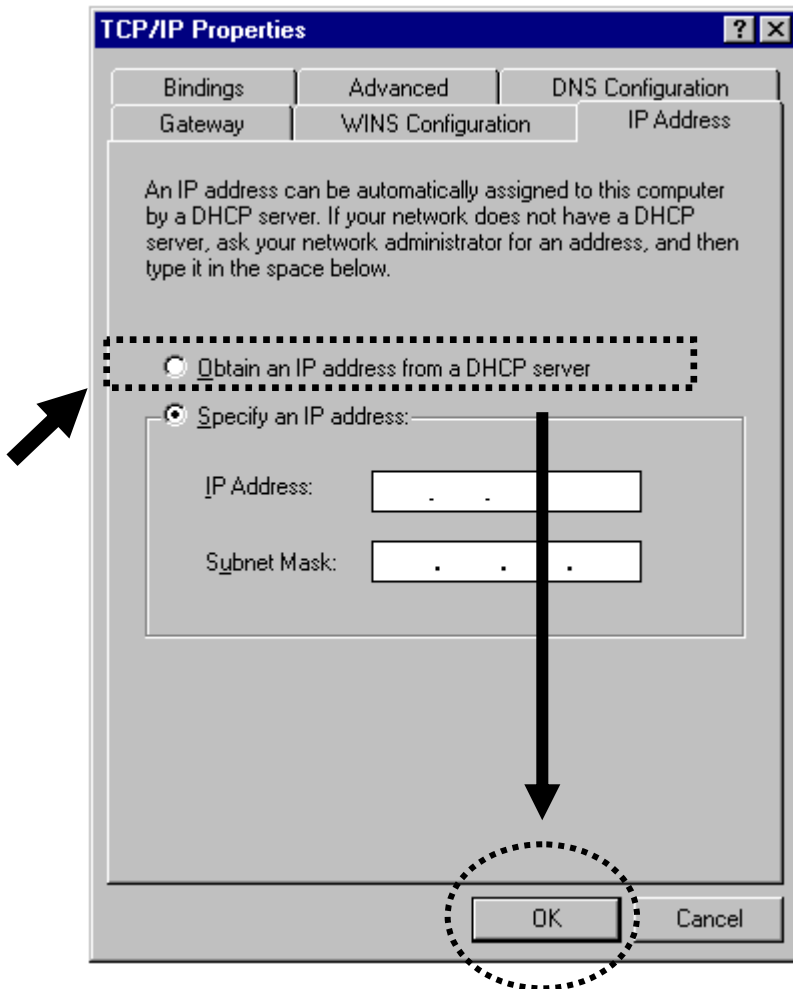 TCP/IP Properties
?
Bindings
Advanced
DNS Configuration
Gateway
WINS Configuration
IP Address
An IP address can be automatically assigned to this computer
by a DHCP server. If your network does not have a DHCP
server, ask your network administrator for an address, and then
type it in the space below.
Obtain an IP address from a DHCP server
Specify an IP address:
IP Address:
. .
Subnet Mask:
. . .
OK
Cancel